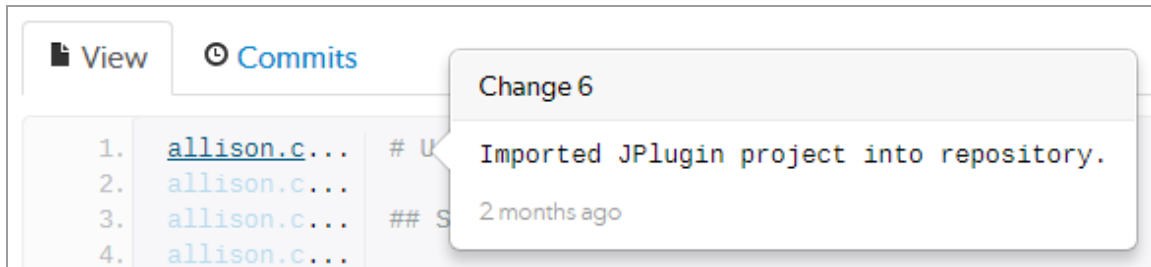 View Commits
Change 6
1. allison.c... # U
Imported JPlugin project into repository.
2. allison.c...
2 months ago
3. allison.c... ## S
4. allison.c...